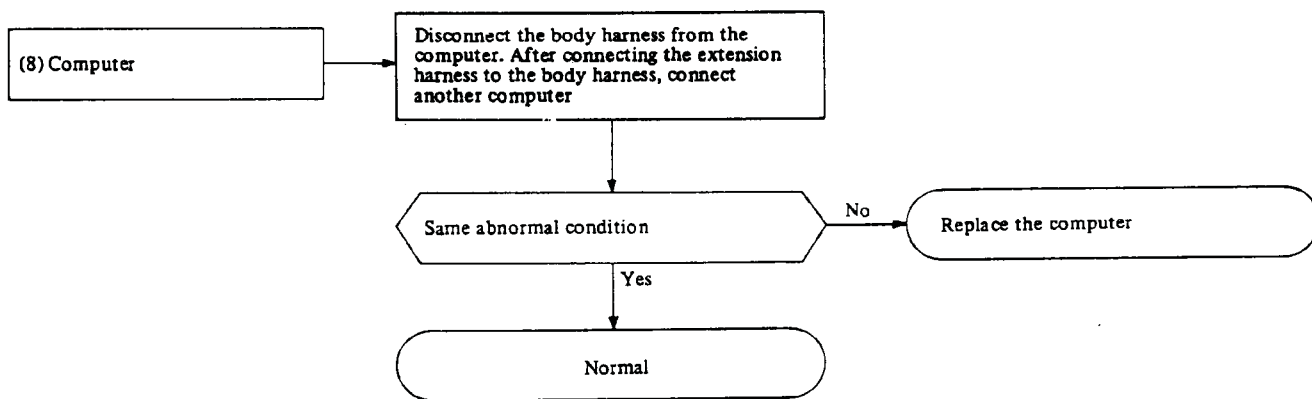 (8) Computer
Disconnect the body harness from the
computer. After connecting the extension
harness to the body harness, connect
another computer
Same abnormal condition
No
Replace the computer
Yes
Normal